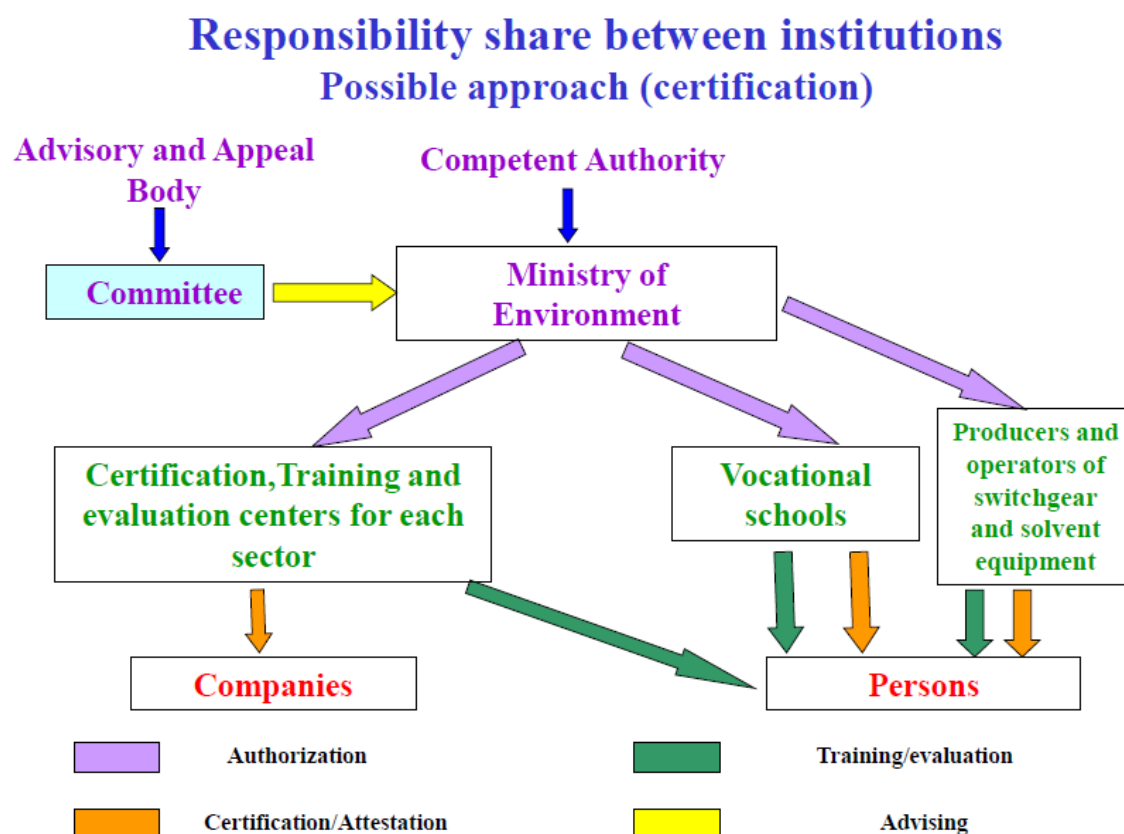 Responsibility share between institutions
Possible approach (certification)
Advisory and Appeal
Body
Competent Authority
Committee
Ministry of
Environment
Certification,Training and
evaluation centers for each
sector
Vocational
schools
Producers and
operators of
switchgear
and solvent
equipment
Companies
Persons
Authorization
Training/evaluation
Certification/Attestation
Advising